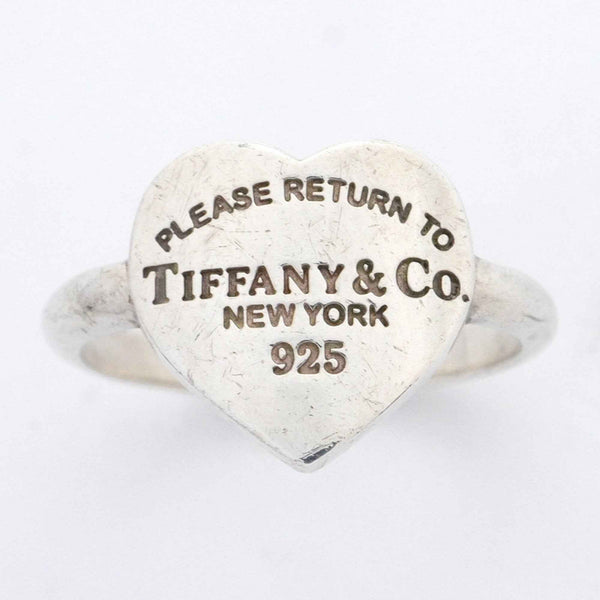 PLEASE RETURN TO
TIFFANY & CO.
NEW YORK
925